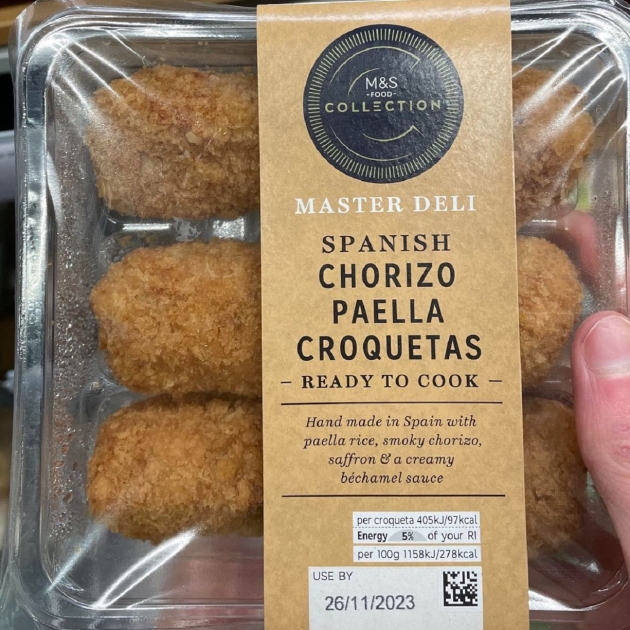 M&S
-FOOD-
COLLECTION
MASTER DELI
SPANISH
CHORIZO
PAELLA
CROQUETAS
– READY TO COOK –
Hand made in Spain with
paella rice, smoky chorizo,
saffron & a creamy
béchamel sauce
per croqueta 405kJ/97kcal
Energy 5% of your RI
per 100g 1158kJ/278kcal
USE BY
26/11/2023